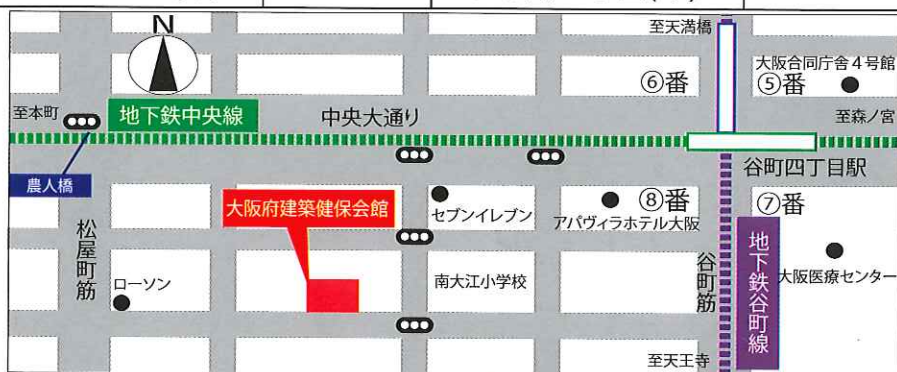 N
至天満橋
大阪合同庁舎4号館
⑥番
⑤番
至本町
地下鉄中央線
中央大通り
至森ノ宮
農人橋
谷町四丁目駅
大阪府建築健保会館
セブンイレブン
⑧番
アパヴィラホテル大阪
⑦番
松屋町筋
ローソン
南大江小学校
谷町筋
地下鉄谷町線
大阪医療センター
至天王寺